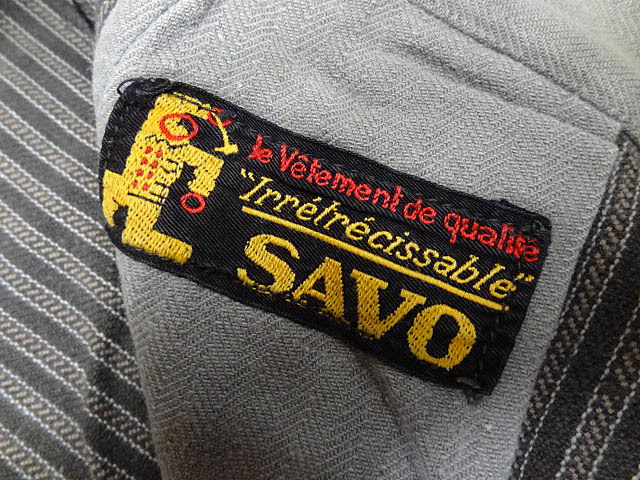 le Vêtement de qualité
"Irrétrécissable"
SAVO